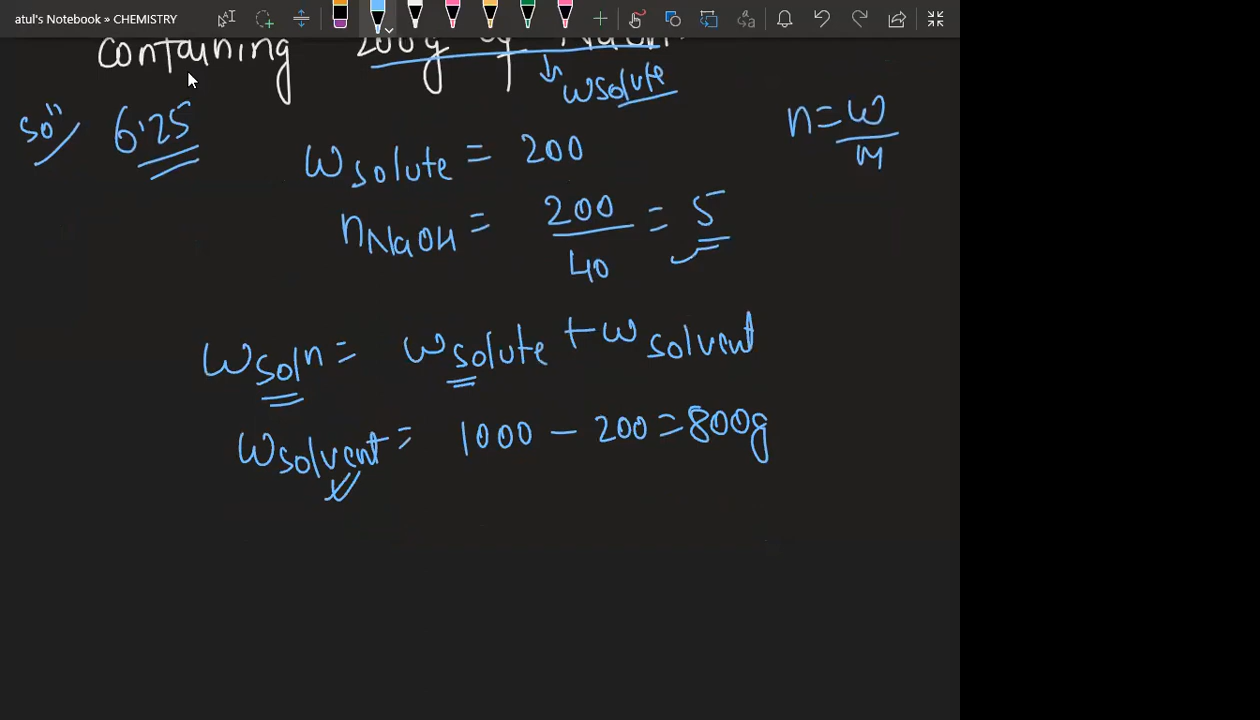 atul's Notebook » CHEMISTRY
containing 200g of NaOH
wsolute
Soln 6.25
n = w/M
wsolute = 200
nNaOH = 200/40 = 5
wsoln = wsolute + wsolvent
wsolvent = 1000 - 200 = 800g